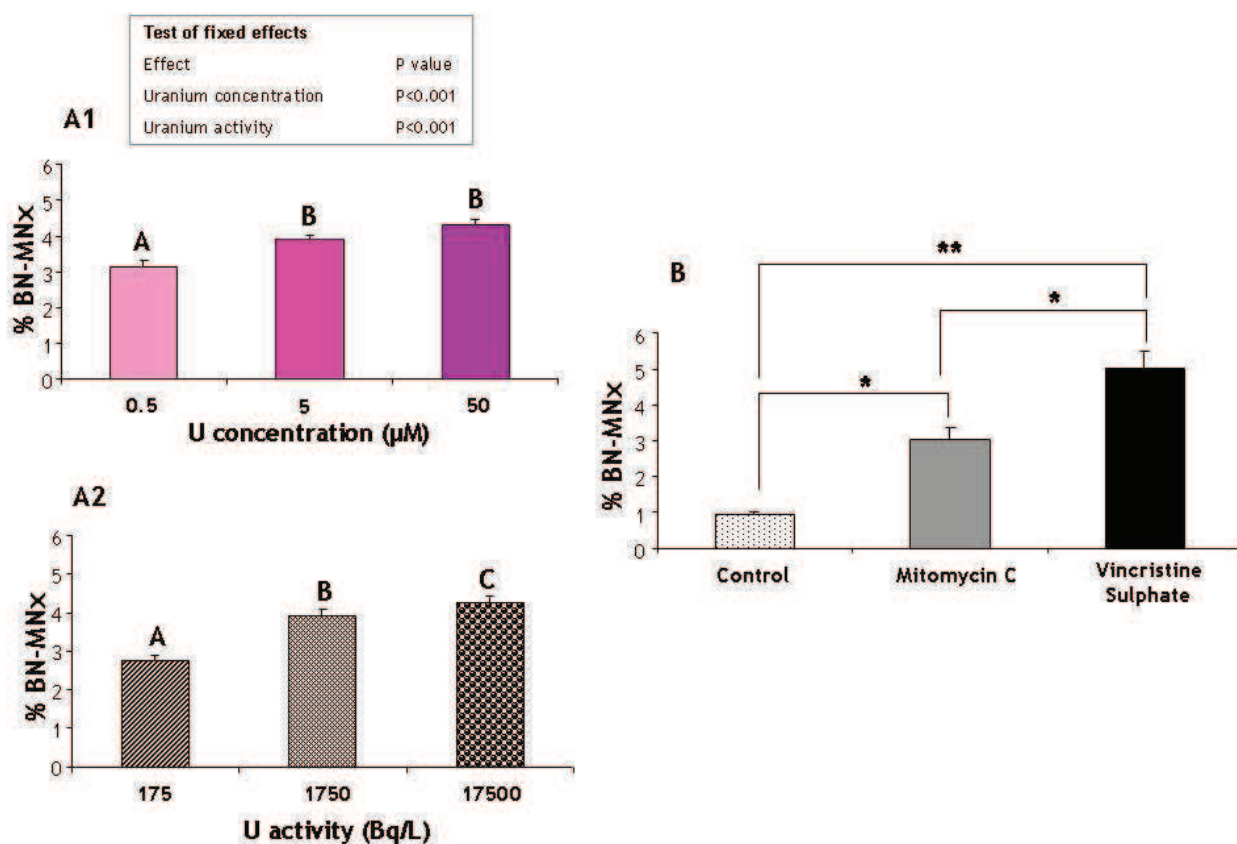 Test of fixed effects
Effect P value
Uranium concentration P<0.001
Uranium activity P<0.001
A1
% BN-MNx
6
5
4
3
2
1
0
A
B
B
0.5 5 50
U concentration (µM)
A2
% BN-MNx
6
5
4
3
2
1
0
A
B
C
175 1750 17500
U activity (Bq/L)
B
% BN-MNx
6
5
4
3
2
1
0
**
*
*
Control Mitomycin C Vincristine
Sulphate